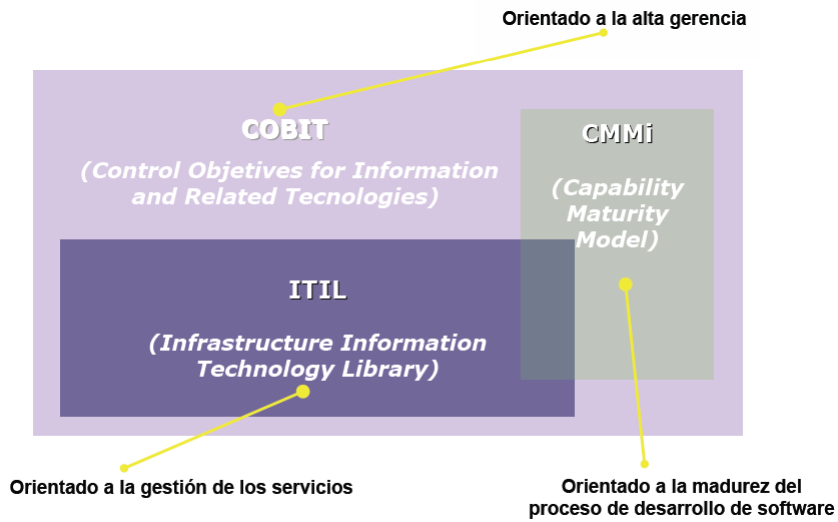 Orientado a la alta gerencia
COBIT
(Control Objetives for Information
and Related Tecnologies)
CMMi
(Capability
Maturity
Model)
ITIL
(Infrastructure Information
Technology Library)
Orientado a la gestión de los servicios
Orientado a la madurez del
proceso de desarrollo de software